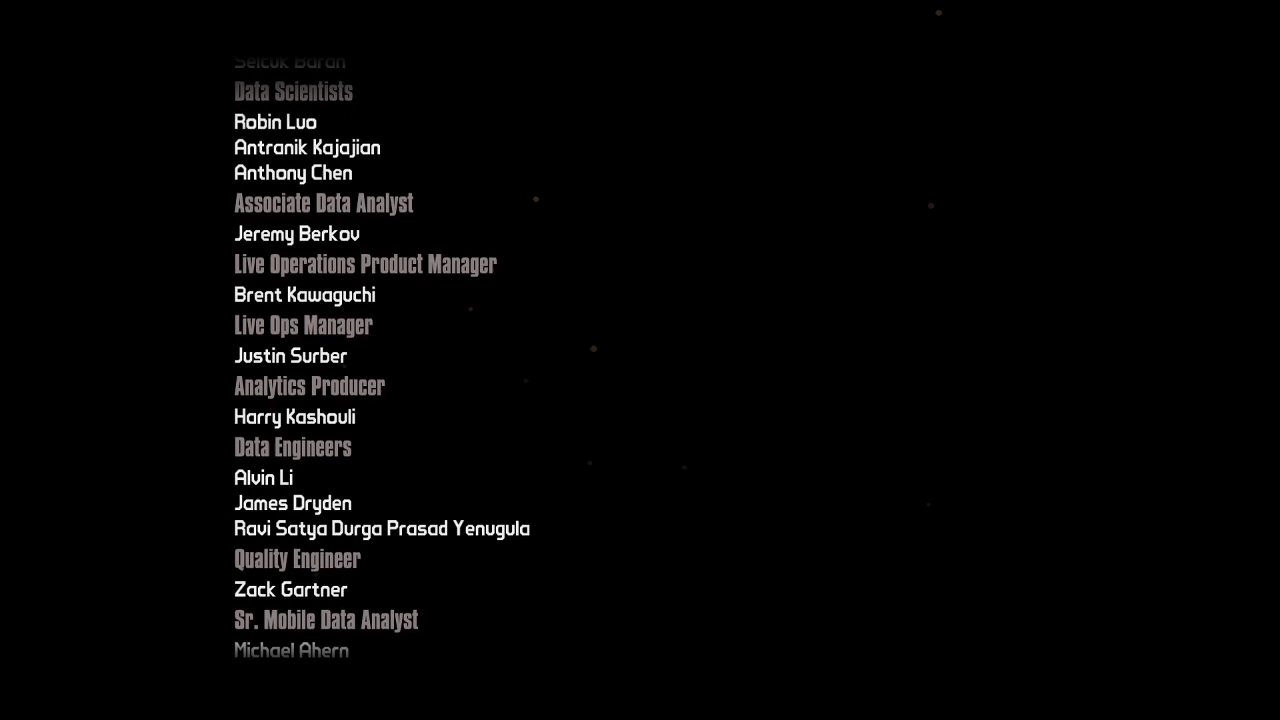 Selcuk Baran
Data Scientists
Robin Luo
Antranik Kajajian
Anthony Chen
Associate Data Analyst
Jeremy Berkov
Live Operations Product Manager
Brent Kawaguchi
Live Ops Manager
Justin Surber
Analytics Producer
Harry Kashouli
Data Engineers
Alvin Li
James Dryden
Ravi Satya Durga Prasad Yenugula
Quality Engineer
Zack Gartner
Sr. Mobile Data Analyst
Michael Ahern